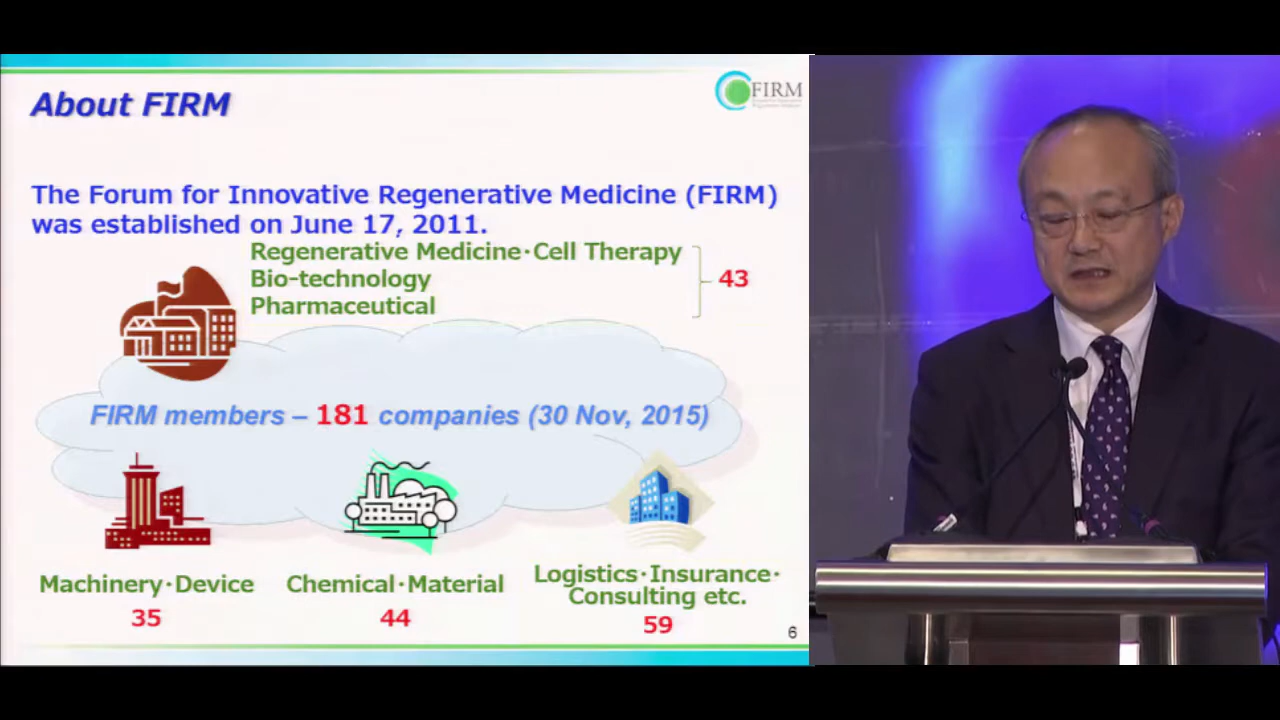 About FIRM
FIRM
The Forum for Innovative Regenerative Medicine (FIRM)
was established on June 17, 2011.
Regenerative Medicine・Cell Therapy
Bio-technology
Pharmaceutical
43
FIRM members – 181 companies (30 Nov, 2015)
Machinery・Device
35
Chemical・Material
44
Logistics・Insurance・
Consulting etc.
59
6